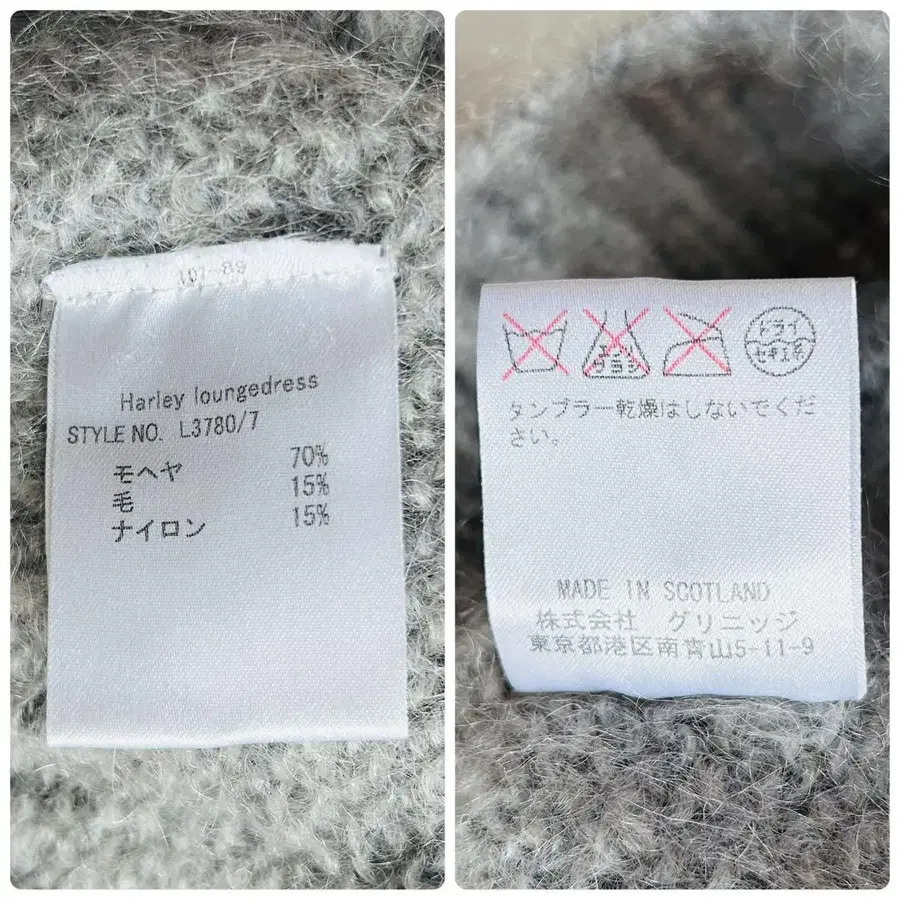 107-89
Harley loungedress
STYLE NO. L3780/7
モヘヤ 70%
毛 15%
ナイロン 15%
ドライ
セキユ系
タンブラー乾燥はしないでくだ
さい。
MADE IN SCOTLAND
株式会社 グリニッジ
東京都港区南青山5-11-9